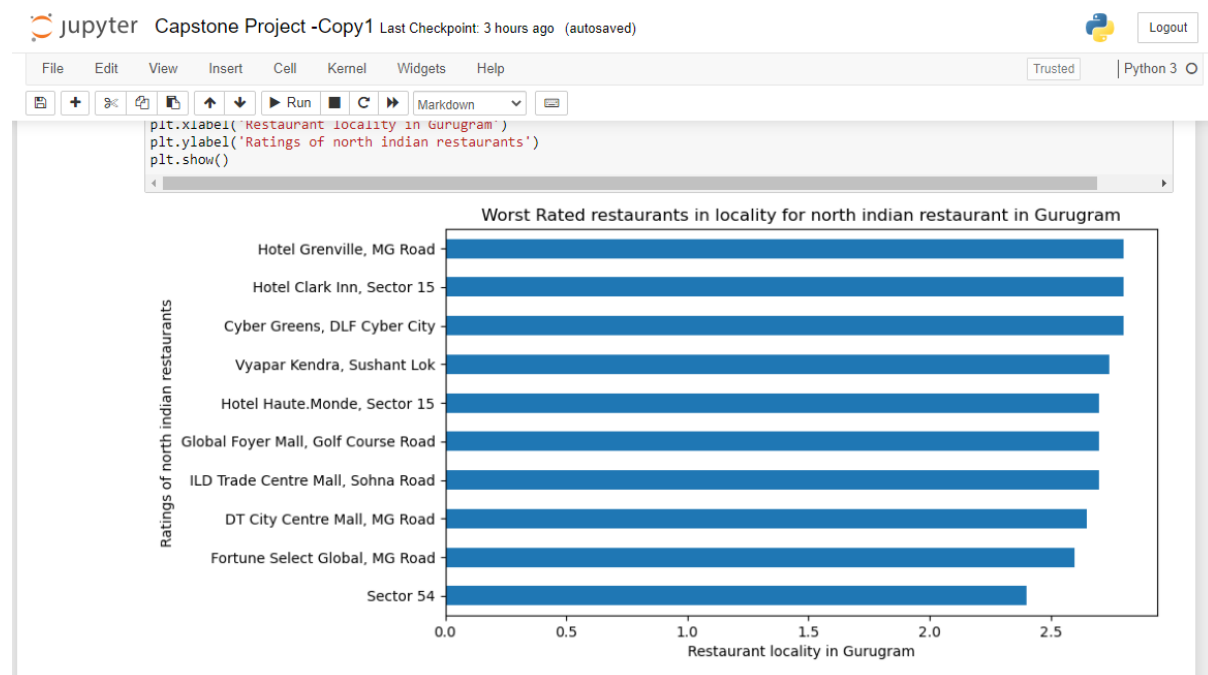 jupyter Capstone Project -Copy1 Last Checkpoint: 3 hours ago (autosaved)
Logout
File Edit View Insert Cell Kernel Widgets Help
Trusted
Python 3
Run
Markdown
plt.xlabel('Restaurant locality in Gurugram')
plt.ylabel('Ratings of north indian restaurants')
plt.show()
Worst Rated restaurants in locality for north indian restaurant in Gurugram
Ratings of north indian restaurants
Hotel Grenville, MG Road
Hotel Clark Inn, Sector 15
Cyber Greens, DLF Cyber City
Vyapar Kendra, Sushant Lok
Hotel Haute.Monde, Sector 15
Global Foyer Mall, Golf Course Road
ILD Trade Centre Mall, Sohna Road
DT City Centre Mall, MG Road
Fortune Select Global, MG Road
Sector 54
0.0 0.5 1.0 1.5 2.0 2.5
Restaurant locality in Gurugram